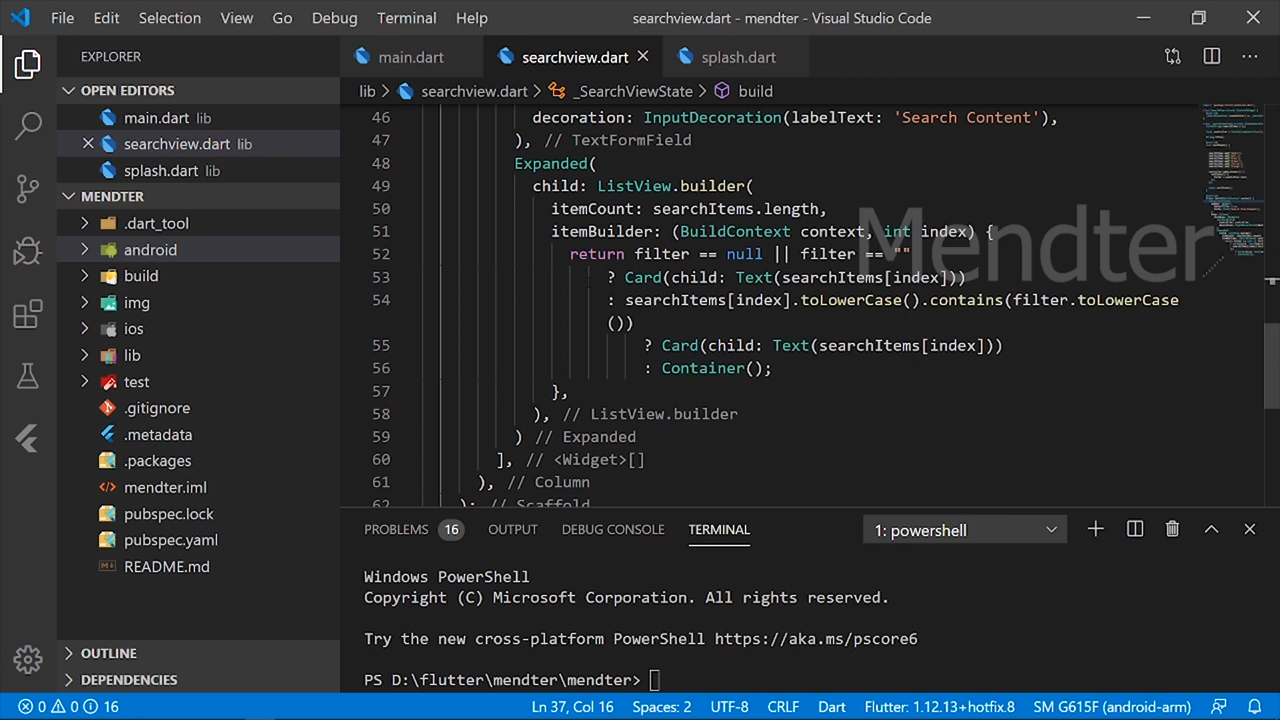 File Edit Selection View Go Debug Terminal Help
searchview.dart - mendter - Visual Studio Code
EXPLORER
OPEN EDITORS
main.dart lib
searchview.dart lib
splash.dart lib
MENDTER
.dart_tool
android
build
img
ios
lib
test
.gitignore
.metadata
.packages
mendter.iml
pubspec.lock
pubspec.yaml
README.md
OUTLINE
DEPENDENCIES
main.dart
searchview.dart
splash.dart
lib > searchview.dart > _SearchViewState > build
46 decoration: InputDecoration(labelText: 'Search Content'),
47 ), // TextFormField
48 Expanded(
49 child: ListView.builder(
50 itemCount: searchItems.length,
51 itemBuilder: (BuildContext context, int index) {
52 return filter == null || filter == ""
53 ? Card(child: Text(searchItems[index]))
54 : searchItems[index].toLowerCase().contains(filter.toLowerCase
())
55 ? Card(child: Text(searchItems[index]))
56 : Container();
57 },
58 ), // ListView.builder
59 ) // Expanded
60 ], // <Widget>[]
61 ), // Column
62 ); // Scaffold
Mendter
PROBLEMS 16 OUTPUT DEBUG CONSOLE TERMINAL
1: powershell
Windows PowerShell
Copyright (C) Microsoft Corporation. All rights reserved.
Try the new cross-platform PowerShell https://aka.ms/pscore6
PS D:\flutter\mendter\mendter>
0 0 16
Ln 37, Col 16 Spaces: 2 UTF-8 CRLF Dart Flutter: 1.12.13+hotfix.8 SM G615F (android-arm)